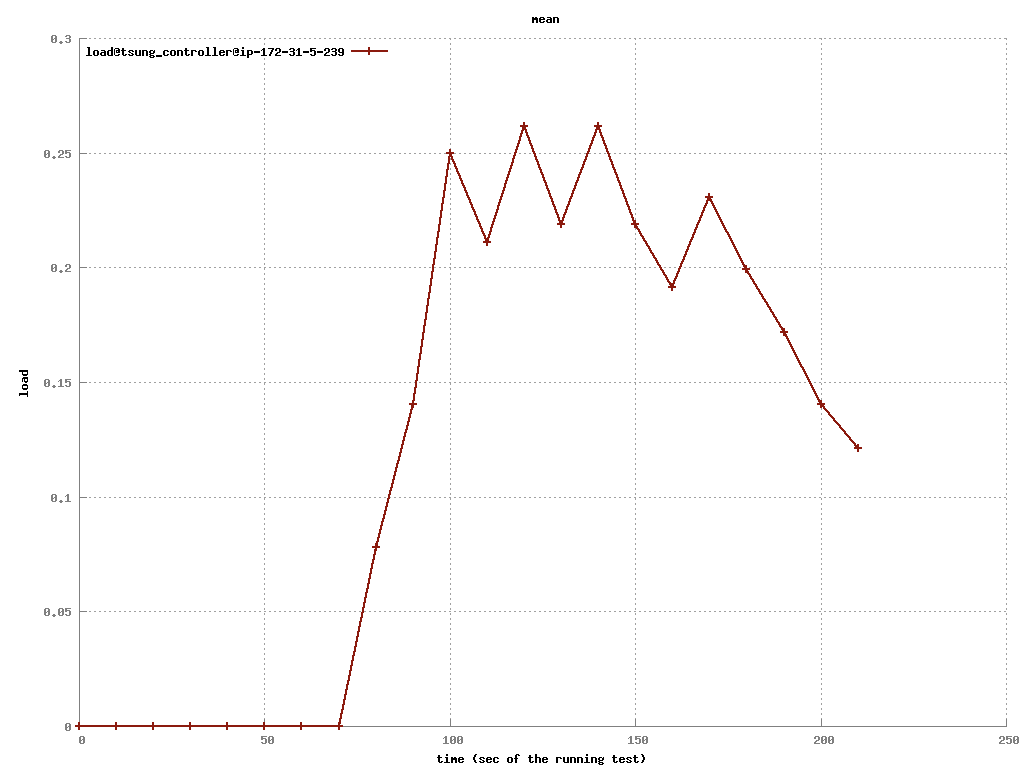 mean
0.3
load@tsung_controller@ip-172-31-5-239
0.25
0.2
load
0.15
0.1
0.05
0
0 50 100 150 200 250
time (sec of the running test)